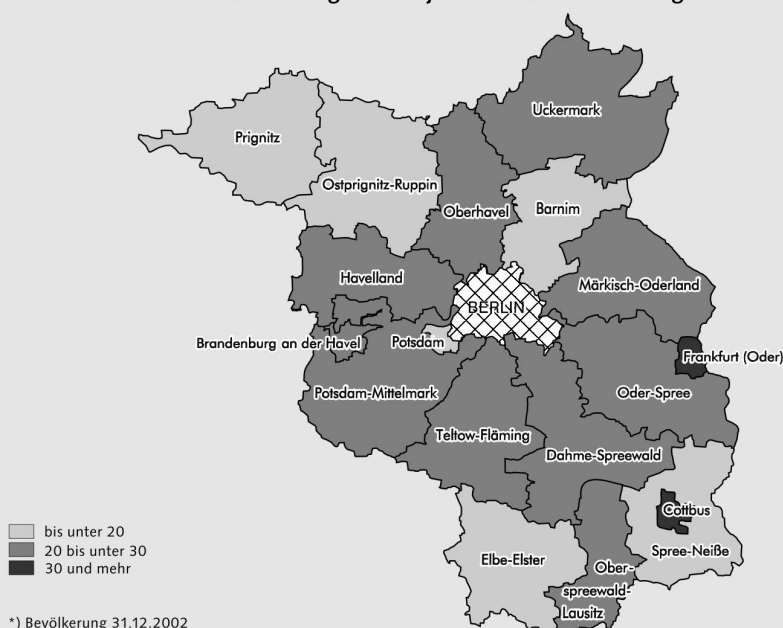 Uckermark
Prignitz
Ostprignitz-Ruppin
Oberhavel
Barnim
Havelland
Märkisch-Oderland
BERLIN
Brandenburg an der Havel
Potsdam
Frankfurt (Oder)
Potsdam-Mittelmark
Oder-Spree
Teltow-Fläming
Dahme-Spreewald
Cottbus
Spree-Neiße
Elbe-Elster
Ober-
spreewald-
Lausitz
bis unter 20
20 bis unter 30
30 und mehr
*) Bevölkerung 31.12.2002